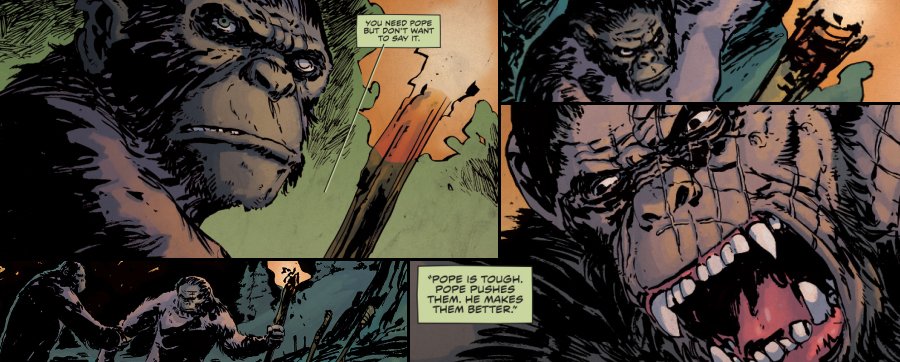 YOU NEED POPE
BUT DON'T WANT
TO SAY IT.
"POPE IS TOUGH.
POPE PUSHES
THEM. HE MAKES
THEM BETTER."